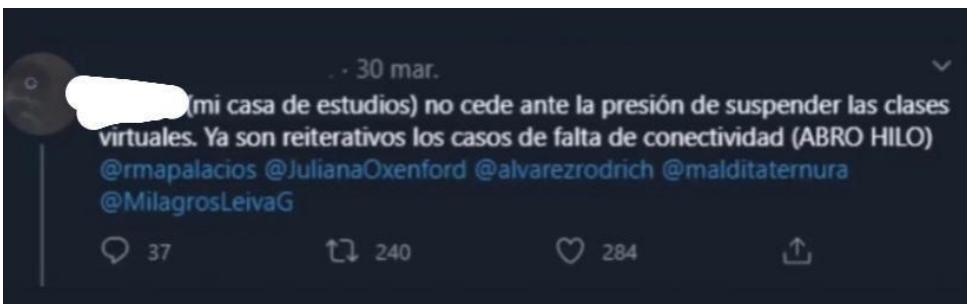 · 30 mar.
(mi casa de estudios) no cede ante la presión de suspender las clases
virtuales. Ya son reiterativos los casos de falta de conectividad (ABRO HILO)
@rmapalacios @JulianaOxenford @alvarezrodrich @malditaternura
@MilagrosLeivaG
37 240 284